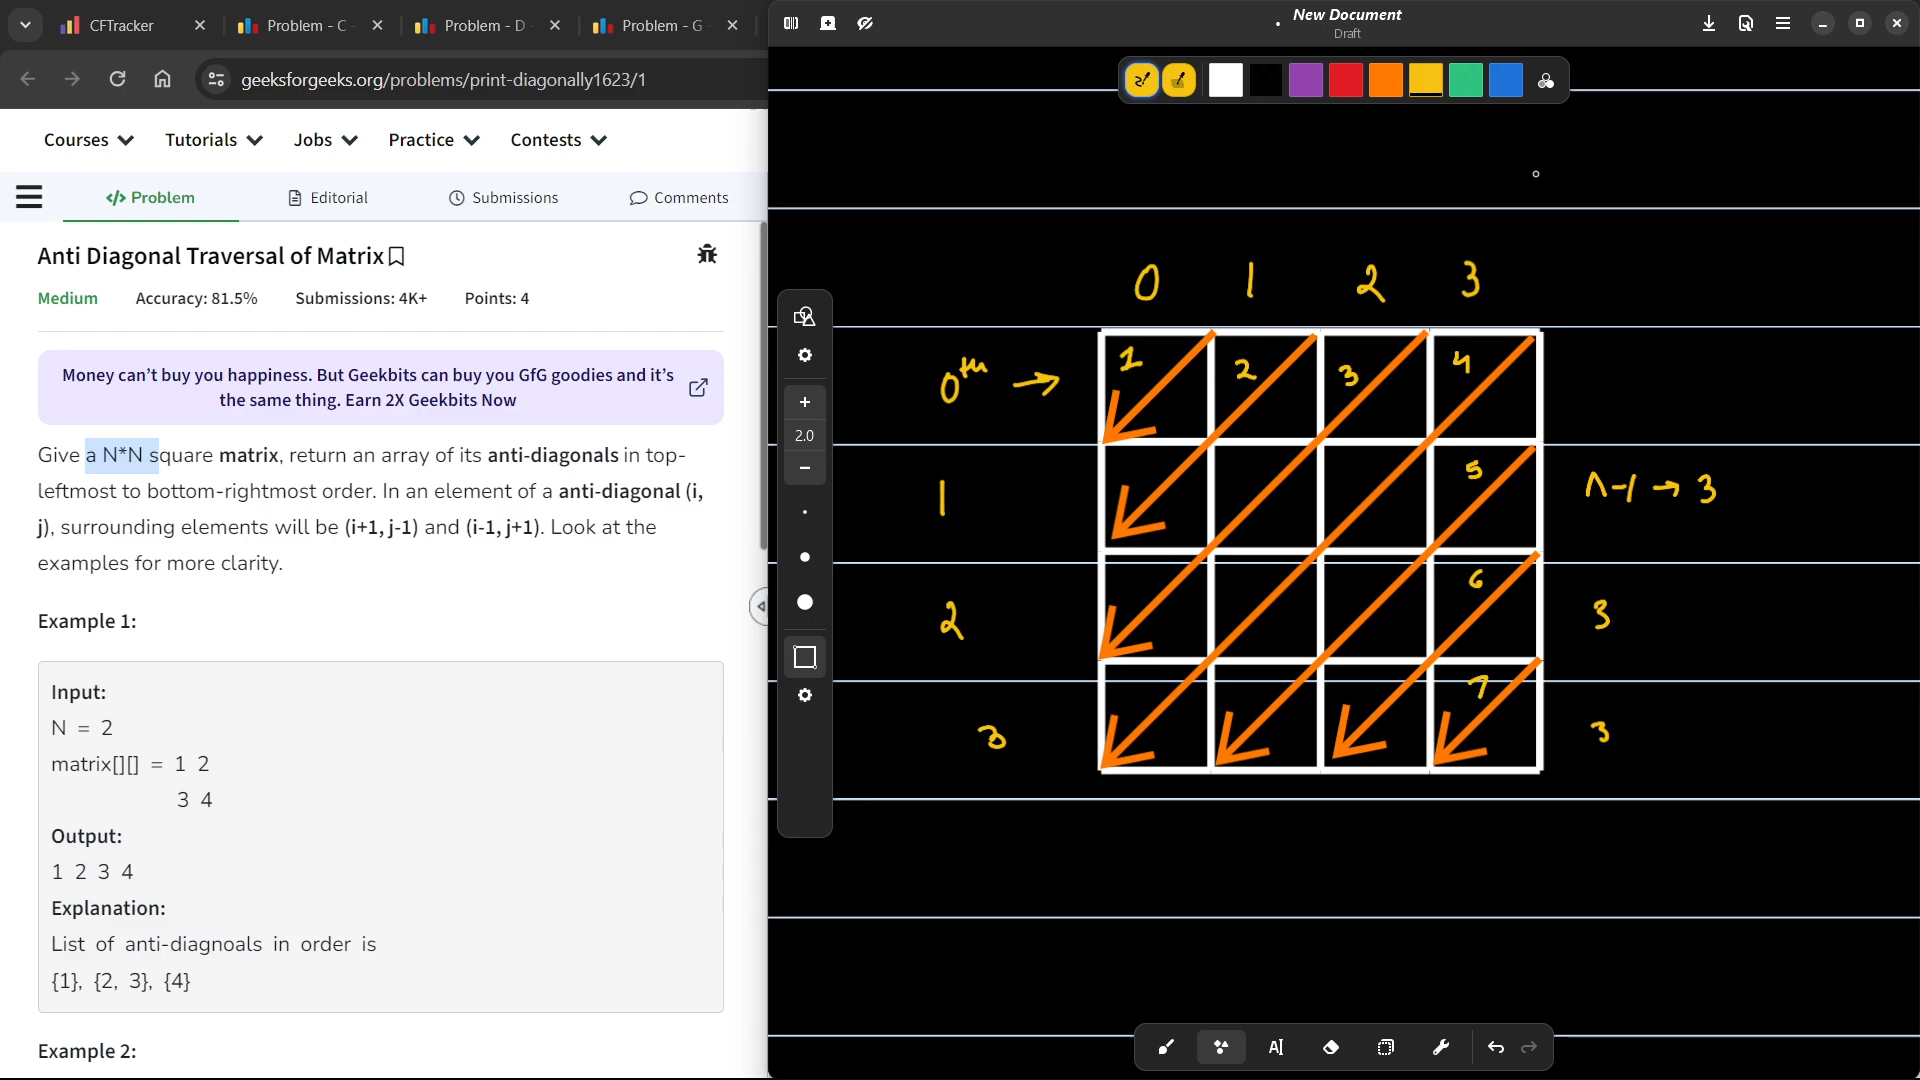 CFTracker
Problem - C
Problem - D
Problem - G
geeksforgeeks.org/problems/print-diagonally1623/1
Courses Tutorials Jobs Practice Contests
</> Problem Editorial Submissions Comments
Anti Diagonal Traversal of Matrix
Medium Accuracy: 81.5% Submissions: 4K+ Points: 4
Money can’t buy you happiness. But Geekbits can buy you GfG goodies and it’s
the same thing. Earn 2X Geekbits Now
Give a N*N square matrix, return an array of its anti-diagonals in top-
leftmost to bottom-rightmost order. In an element of a anti-diagonal (i,
j), surrounding elements will be (i+1, j-1) and (i-1, j+1). Look at the
examples for more clarity.
Example 1:
Input:
N = 2
matrix[][] = 1 2
3 4
Output:
1 2 3 4
Explanation:
List of anti-diagnoals in order is
{1}, {2, 3}, {4}
Example 2:
New Document
Draft
+
2.0
−
0 1 2 3
0th → 1 2 3 4
1 5 n-1 → 3
2 6 3
3 7 3
AI